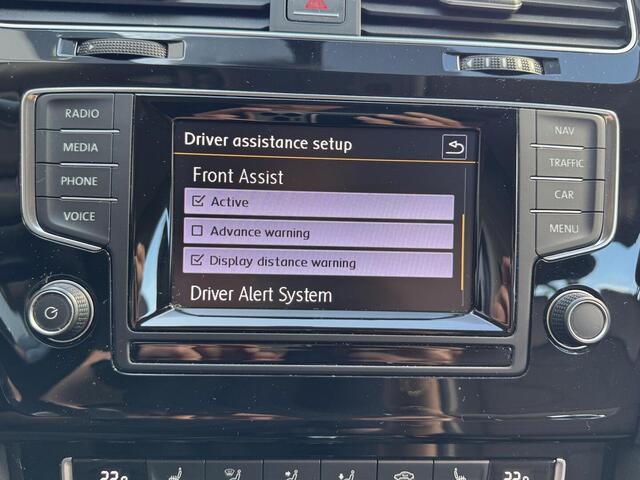 RADIO
MEDIA
PHONE
VOICE
Driver assistance setup
Front Assist
Active
Advance warning
Display distance warning
Driver Alert System
NAV
TRAFFIC
CAR
MENU